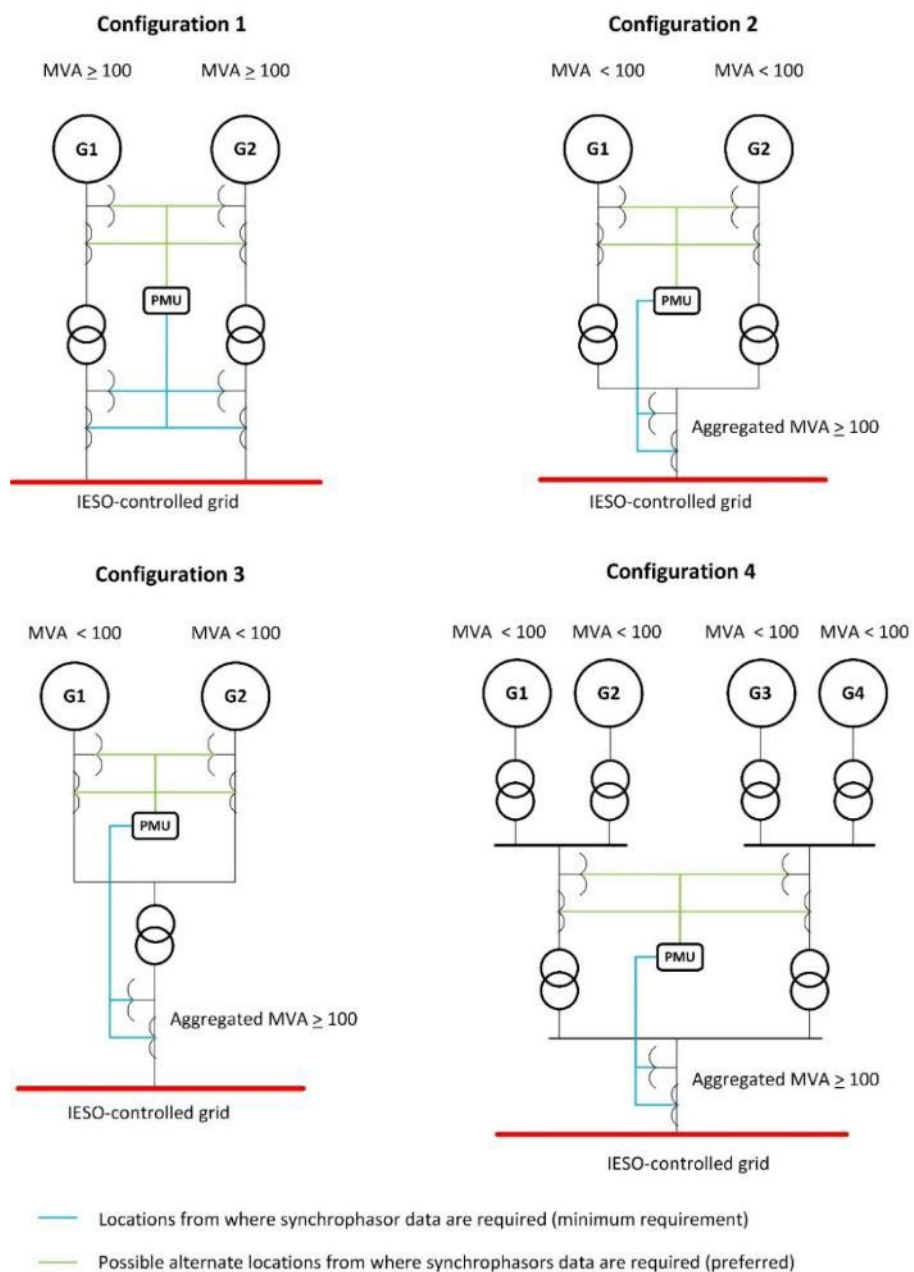 Configuration 1
MVA ≥ 100 MVA ≥ 100
G1 G2
PMU
IESO-controlled grid
Configuration 2
MVA < 100 MVA < 100
G1 G2
PMU
Aggregated MVA ≥ 100
IESO-controlled grid
Configuration 3
MVA < 100 MVA < 100
G1 G2
PMU
Aggregated MVA ≥ 100
IESO-controlled grid
Configuration 4
MVA < 100 MVA < 100 MVA < 100 MVA < 100
G1 G2 G3 G4
PMU
Aggregated MVA ≥ 100
IESO-controlled grid
Locations from where synchrophasor data are required (minimum requirement)
Possible alternate locations from where synchrophasors data are required (preferred)